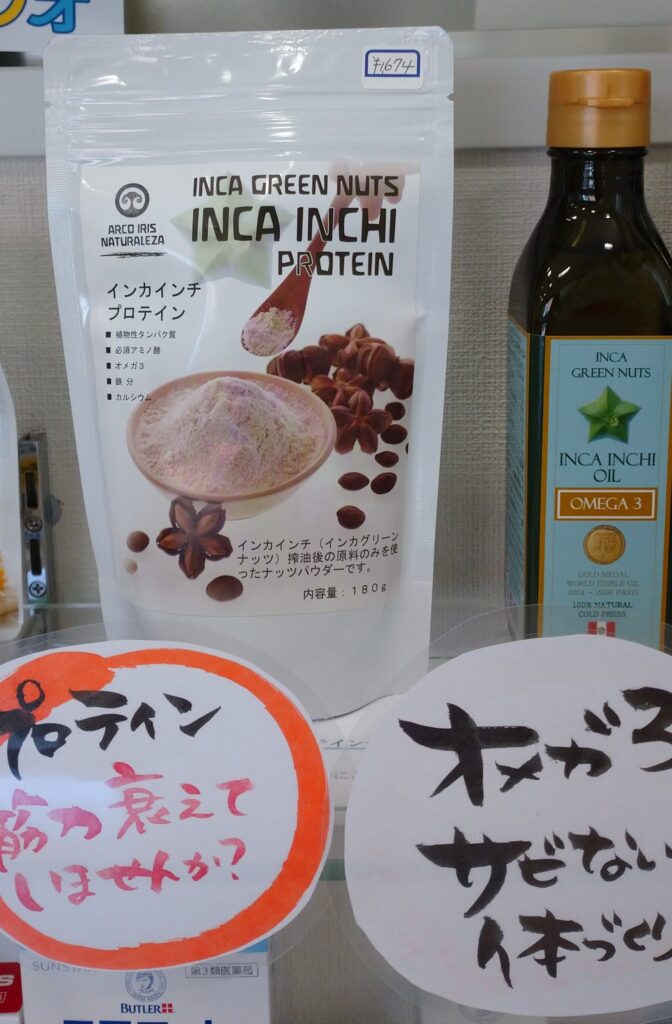 ¥1,674
ARCO IRIS
NATURALEZA
INCA GREEN NUTS
INCA INCHI
PROTEIN
インカインチ
プロテイン
■ 植物性タンパク質
■ 必須アミノ酸
■ オメガ3
■ 鉄 分
■ カルシウム
インカインチ（インカグリーン
ナッツ）搾油後の原料のみを使
ったナッツパウダーです。
内容量：180g
INCA
GREEN NUTS
INCA INCHI
OIL
OMEGA 3
GOLD MEDAL
WORLD EDIBLE OIL
2004 - 2006 PARIS
100% NATURAL
COLD PRESS
プロテイン
筋力衰えて
しませんか?
オメガ3
サビない
体づくり
SUNSTAR
第3類医薬品
BUTLER